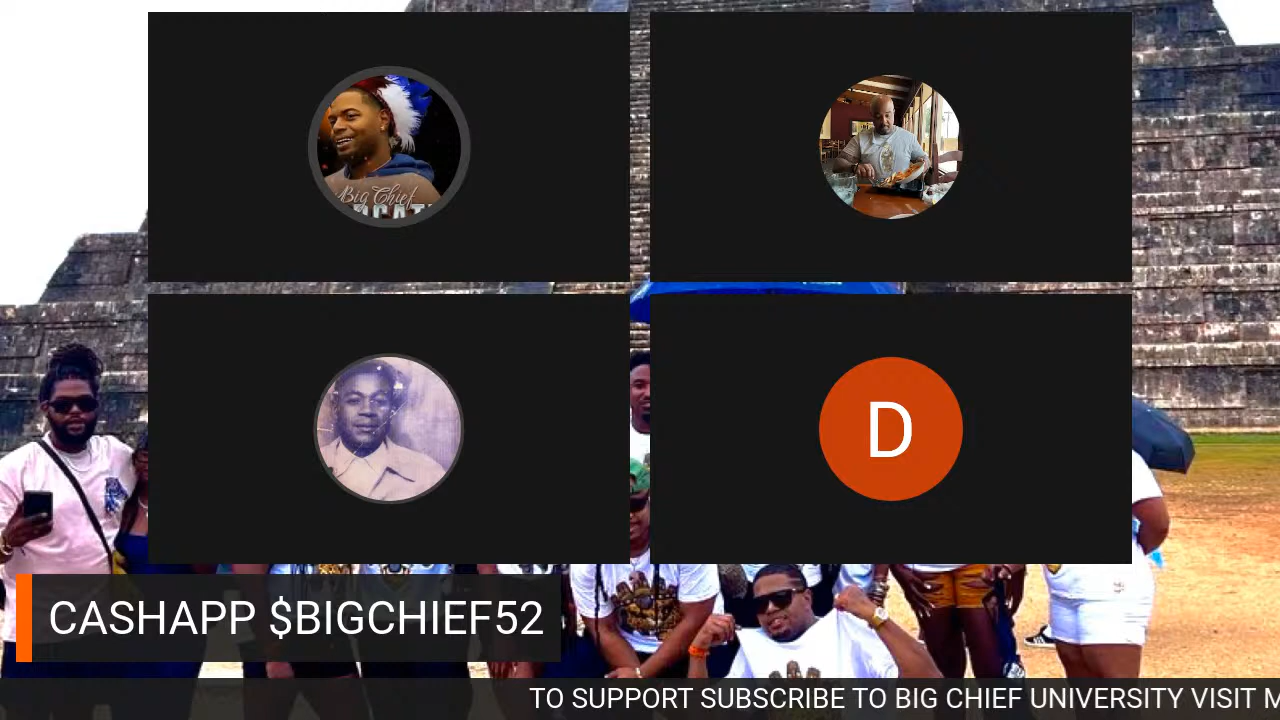 Big Chief
D
CASHAPP $BIGCHIEF52
TO SUPPORT SUBSCRIBE TO BIG CHIEF UNIVERSITY VISIT M